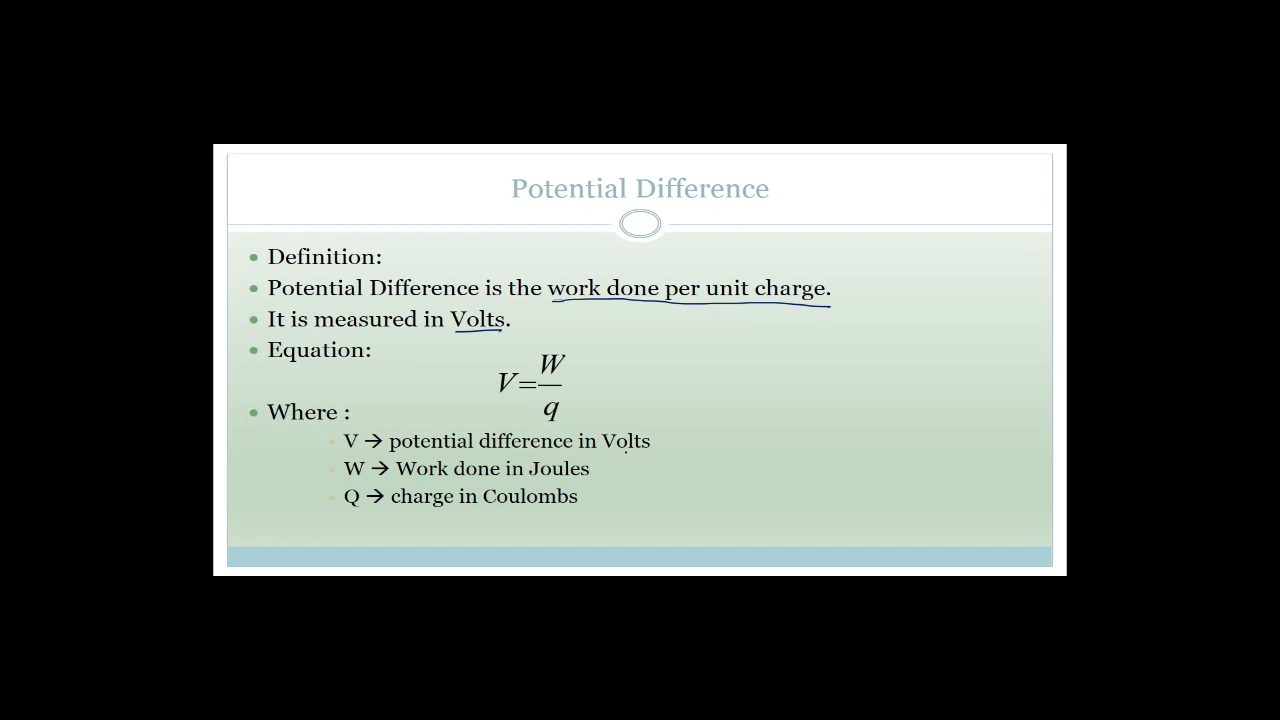 Potential Difference
• Definition:
• Potential Difference is the work done per unit charge.
• It is measured in Volts.
• Equation:
V=W/q
• Where :
◦ V → potential difference in Volts
◦ W → Work done in Joules
◦ Q → charge in Coulombs